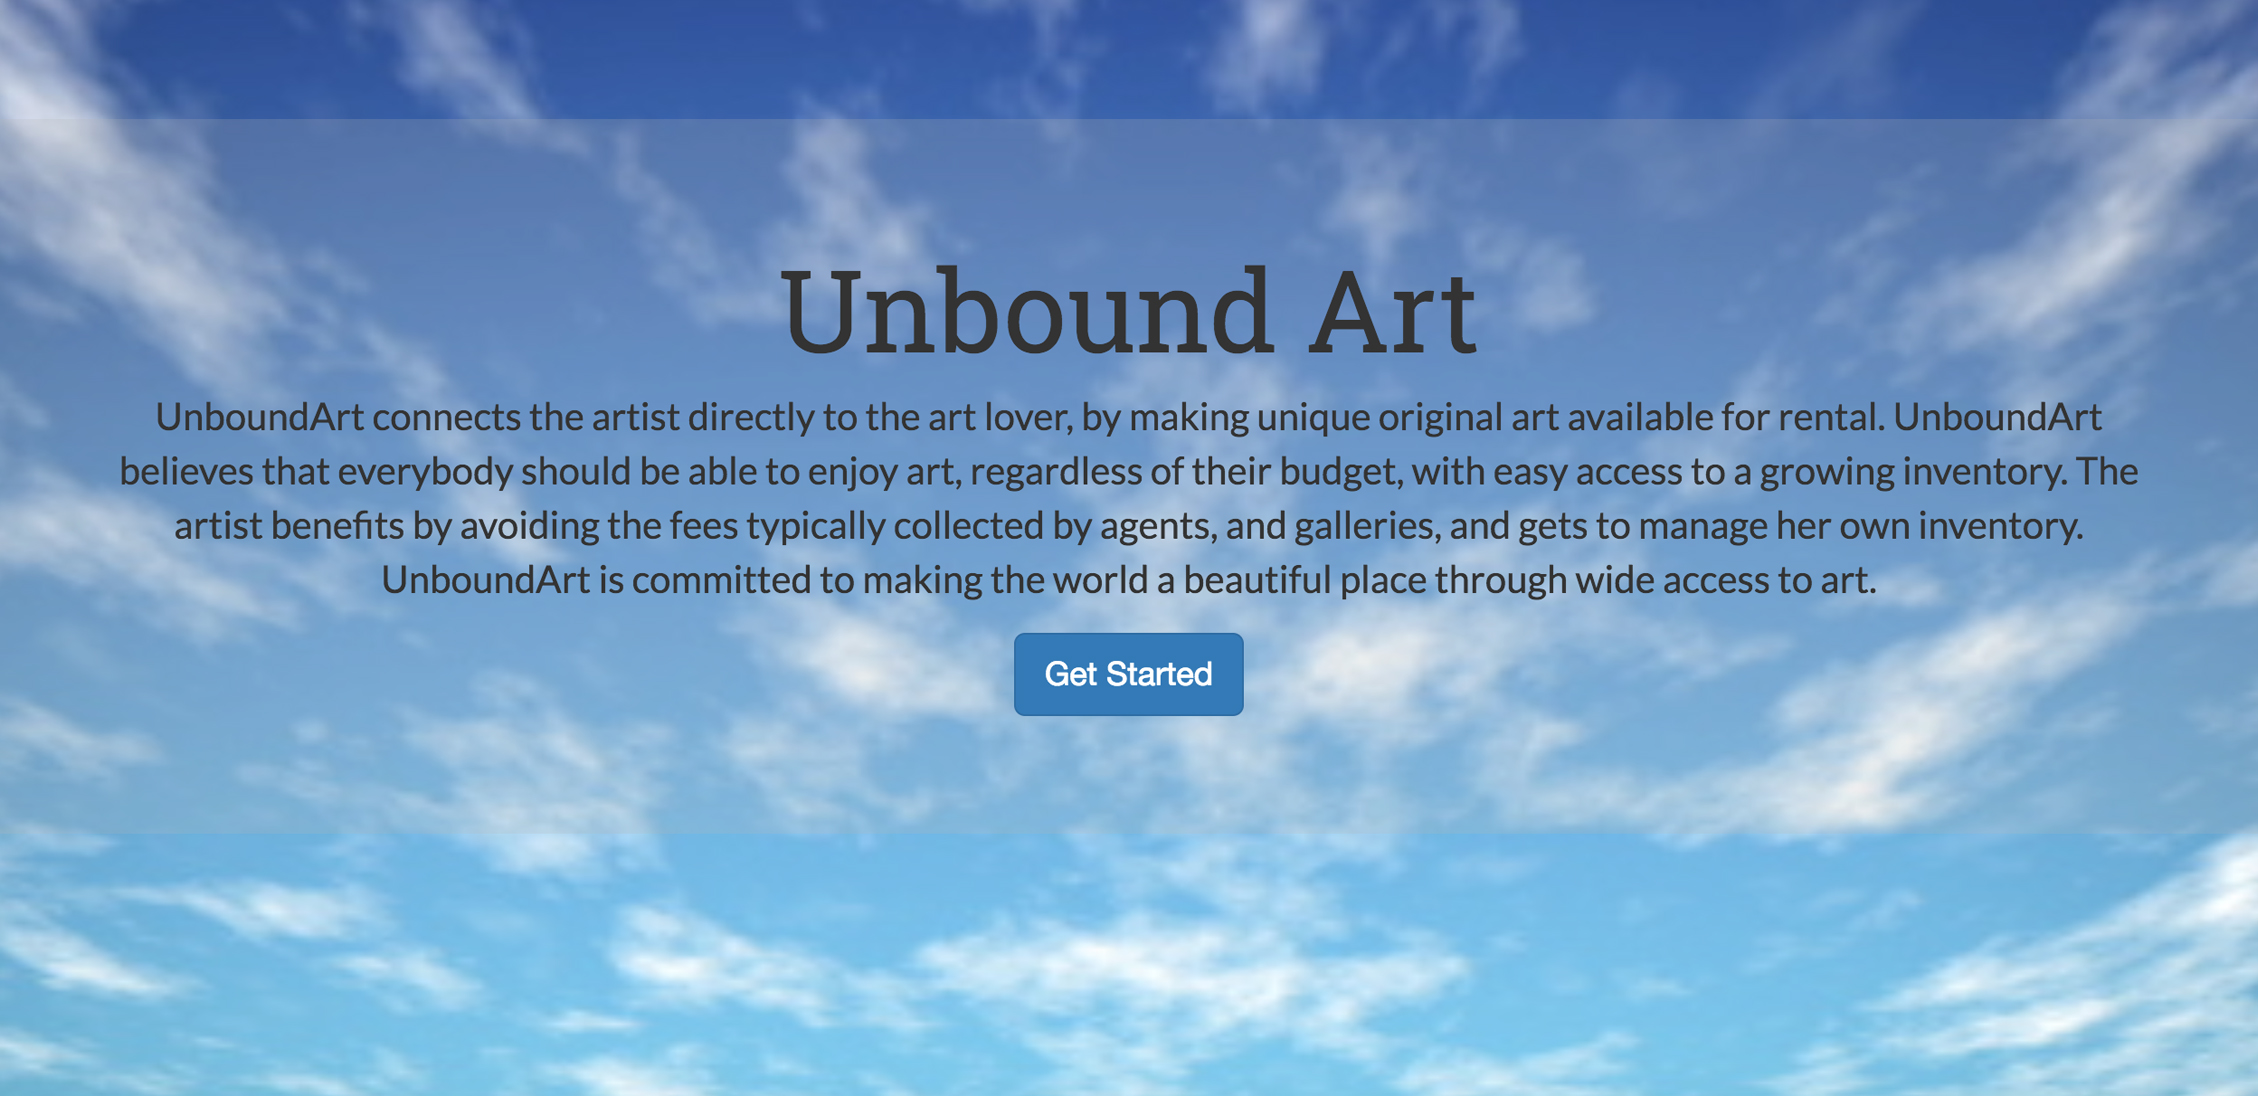 Unbound Art
UnboundArt connects the artist directly to the art lover, by making unique original art available for rental. UnboundArt
believes that everybody should be able to enjoy art, regardless of their budget, with easy access to a growing inventory. The
artist benefits by avoiding the fees typically collected by agents, and galleries, and gets to manage her own inventory.
UnboundArt is committed to making the world a beautiful place through wide access to art.
Get Started